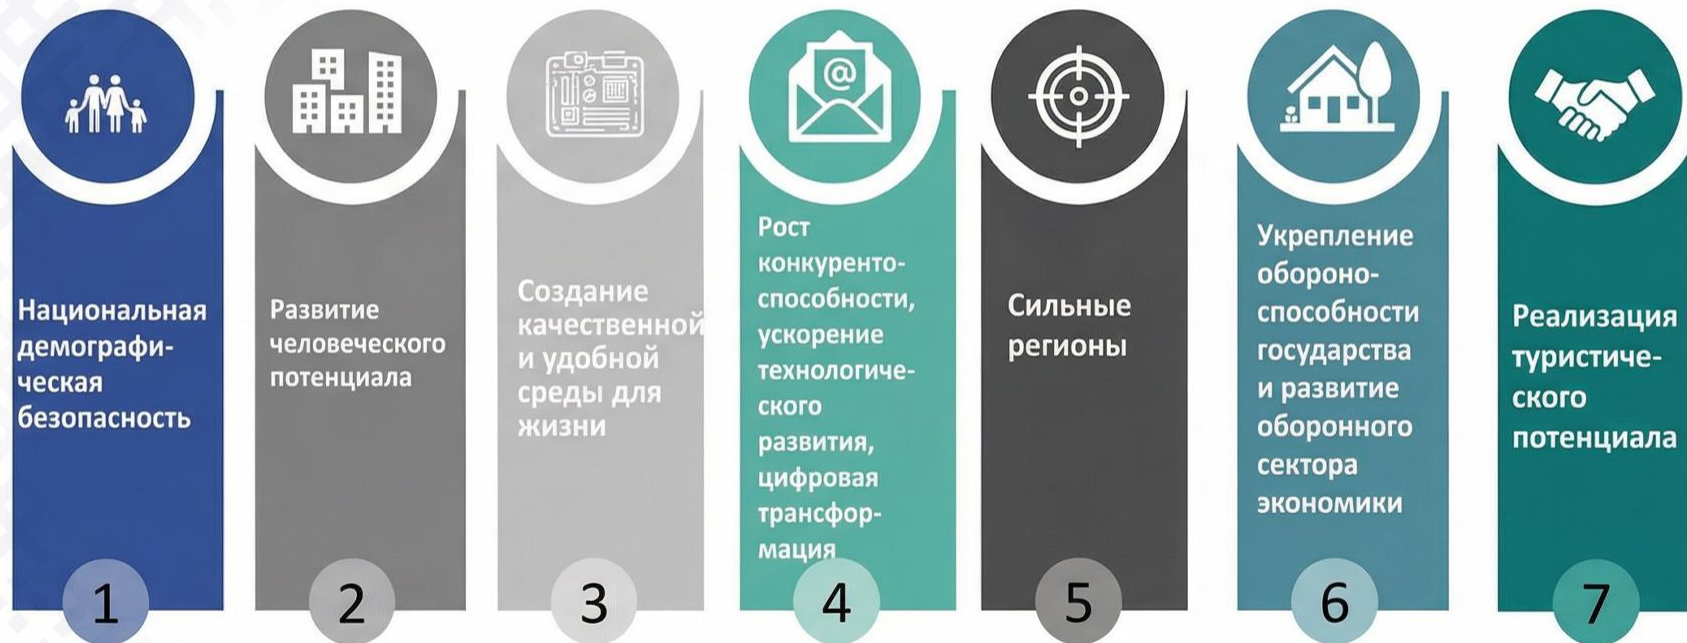 @
Национальная
демографи-
ческая
безопасность
1
Развитие
человеческого
потенциала
2
Создание
качественной
и удобной
среды для
жизни
3
Рост
конкуренто-
способности,
ускорение
технологиче-
ского
развития,
цифровая
трансфор-
мация
4
Сильные
регионы
5
Укрепление
обороно-
способности
государства
и развитие
оборонного
сектора
экономики
6
Реализация
туристиче-
ского
потенциала
7